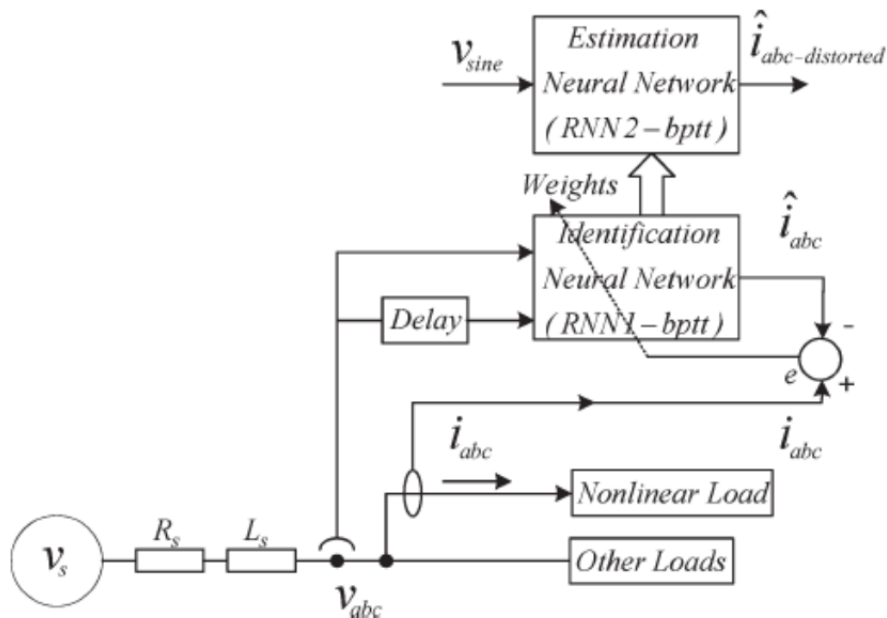 Estimation
Neural Network
(RNN2-bptt)
v_sine
î_abc-distorted
Weights
Identification
Neural Network
(RNN1-bptt)
î_abc
Delay
-
e
+
i_abc
i_abc
Nonlinear Load
R_s
L_s
v_s
Other Loads
v_abc